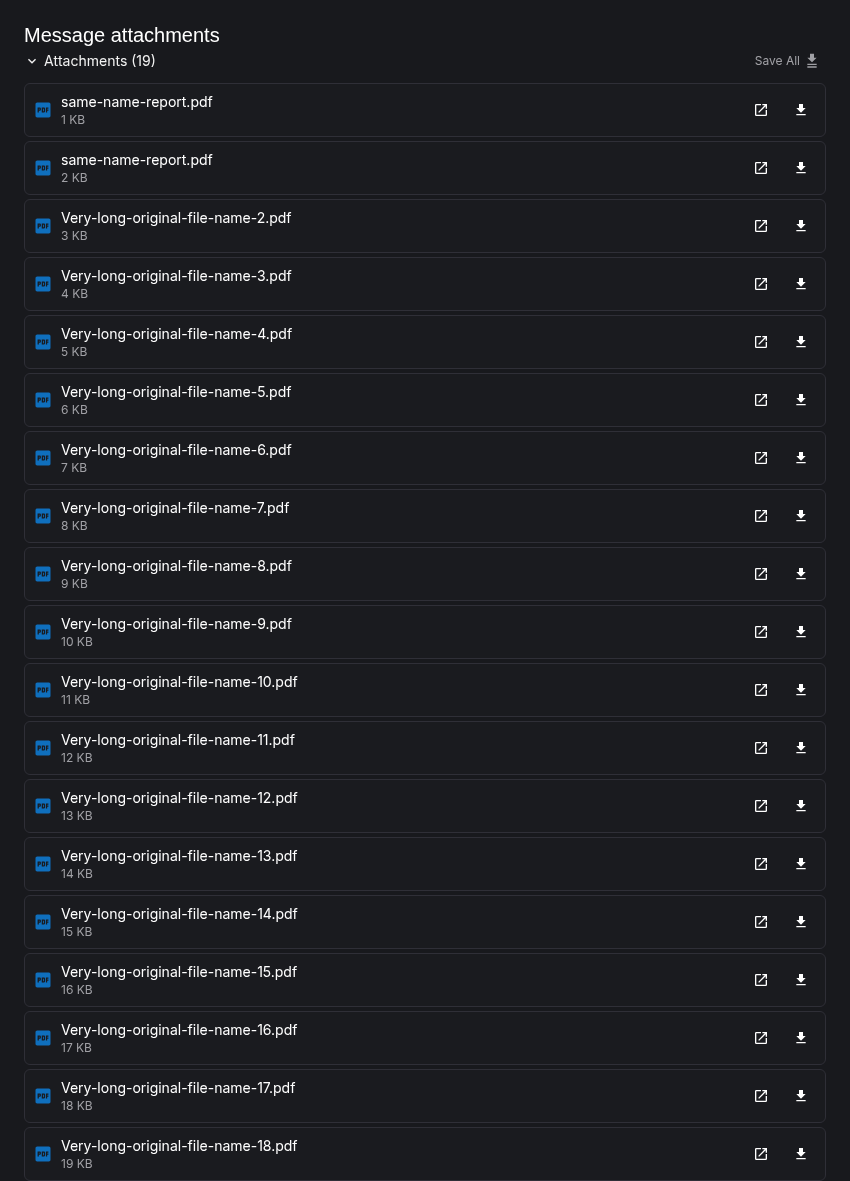 Message attachments
Attachments (19)
Save All
PDF
same-name-report.pdf
1 KB
PDF
same-name-report.pdf
2 KB
PDF
Very-long-original-file-name-2.pdf
3 KB
PDF
Very-long-original-file-name-3.pdf
4 KB
PDF
Very-long-original-file-name-4.pdf
5 KB
PDF
Very-long-original-file-name-5.pdf
6 KB
PDF
Very-long-original-file-name-6.pdf
7 KB
PDF
Very-long-original-file-name-7.pdf
8 KB
PDF
Very-long-original-file-name-8.pdf
9 KB
PDF
Very-long-original-file-name-9.pdf
10 KB
PDF
Very-long-original-file-name-10.pdf
11 KB
PDF
Very-long-original-file-name-11.pdf
12 KB
PDF
Very-long-original-file-name-12.pdf
13 KB
PDF
Very-long-original-file-name-13.pdf
14 KB
PDF
Very-long-original-file-name-14.pdf
15 KB
PDF
Very-long-original-file-name-15.pdf
16 KB
PDF
Very-long-original-file-name-16.pdf
17 KB
PDF
Very-long-original-file-name-17.pdf
18 KB
PDF
Very-long-original-file-name-18.pdf
19 KB